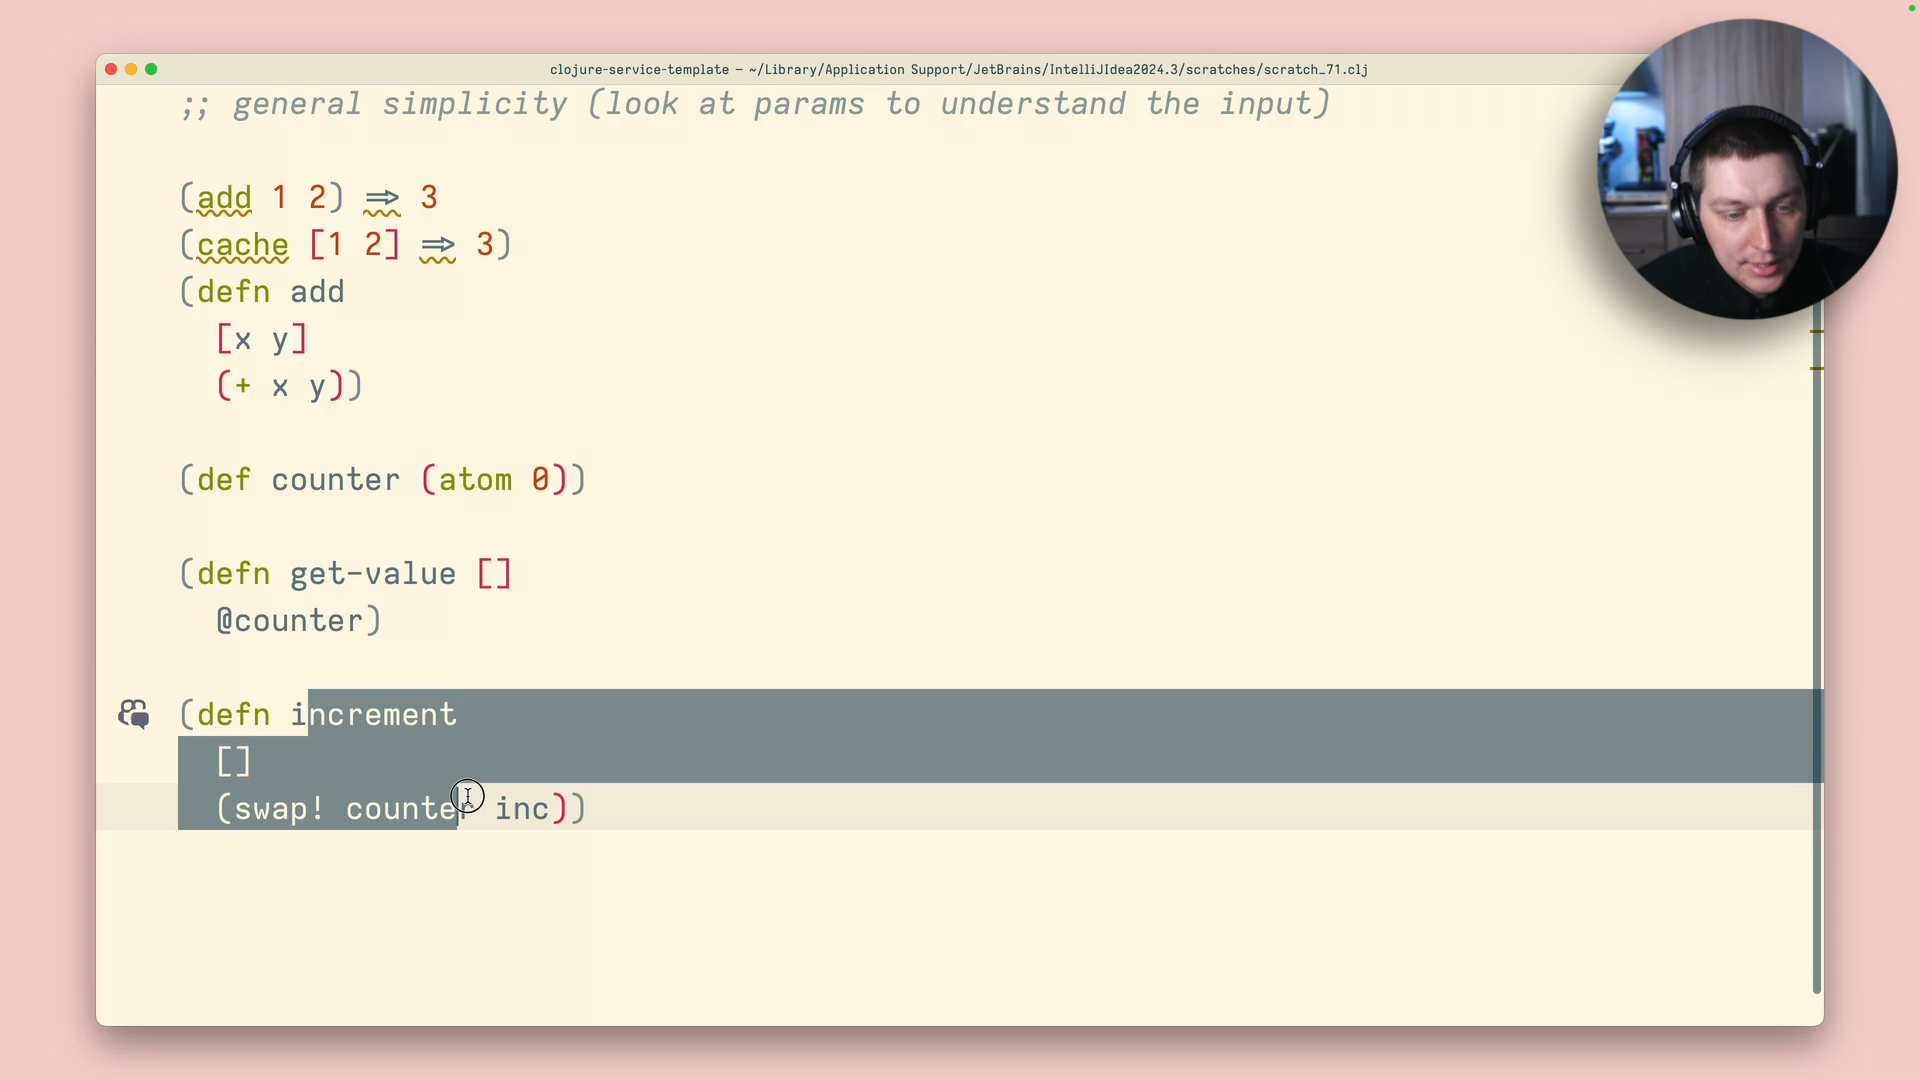 clojure-service-template – ~/Library/Application Support/JetBrains/IntelliJIdea2024.3/scratches/scratch_71.clj
;; general simplicity (look at params to understand the input)
(add 1 2) => 3
(cache [1 2] => 3)
(defn add
[x y]
(+ x y))
(def counter (atom 0))
(defn get-value []
@counter)
(defn increment
[]
(swap! counter inc))